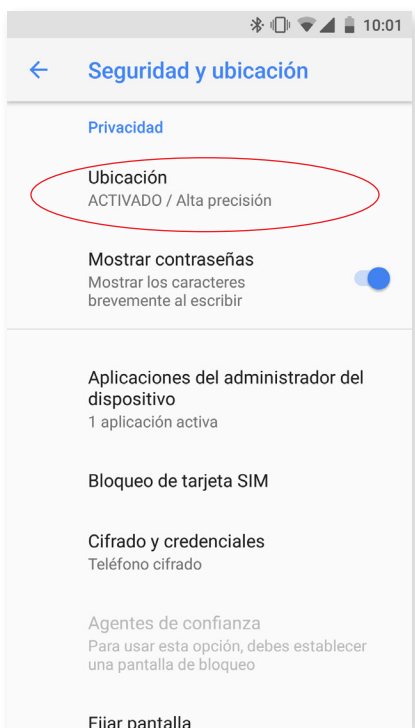 10:01
Seguridad y ubicación
Privacidad
Ubicación
ACTIVADO / Alta precisión
Mostrar contraseñas
Mostrar los caracteres
brevemente al escribir
Aplicaciones del administrador del
dispositivo
1 aplicación activa
Bloqueo de tarjeta SIM
Cifrado y credenciales
Teléfono cifrado
Agentes de confianza
Para usar esta opción, debes establecer
una pantalla de bloqueo
Fijar pantalla